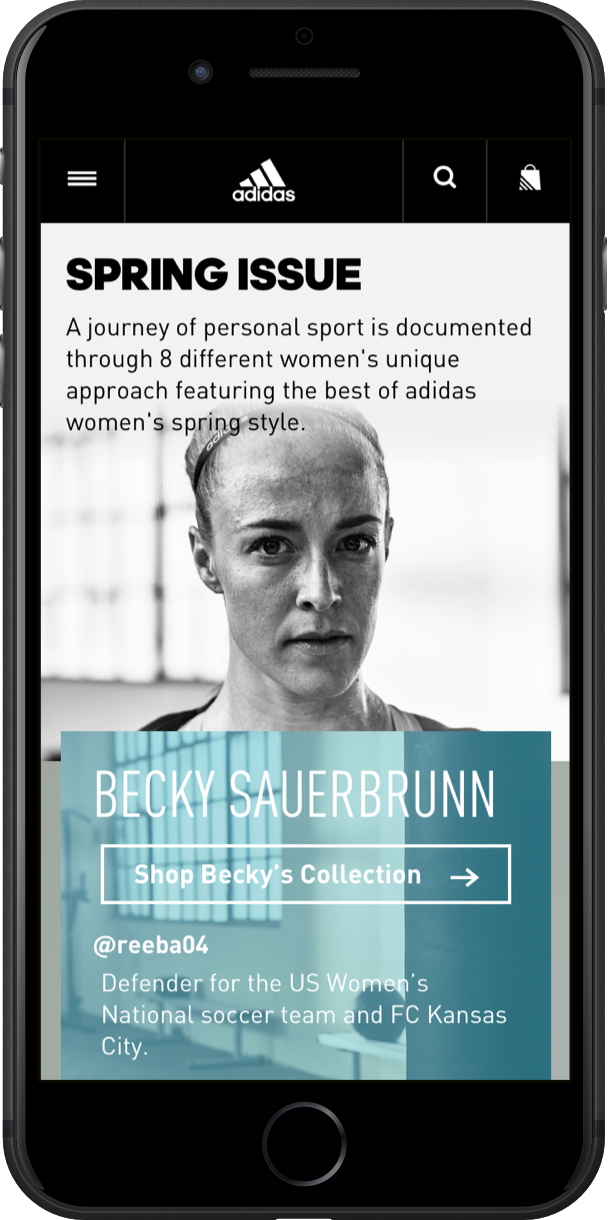 adidas
SPRING ISSUE
A journey of personal sport is documented
through 8 different women's unique
approach featuring the best of adidas
women's spring style.
adidas
BECKY SAUERBRUNN
Shop Becky’s Collection →
@reeba04
Defender for the US Women’s
National soccer team and FC Kansas
City.